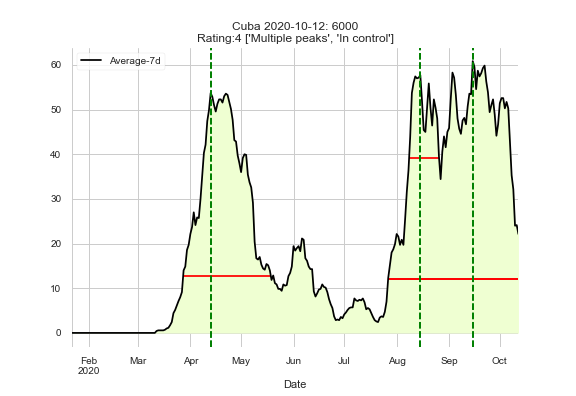 Cuba 2020-10-12: 6000
Rating:4 ['Multiple peaks', 'In control']
Average-7d
60
50
40
30
20
10
0
Feb Mar Apr May Jun Jul Aug Sep Oct
2020
Date